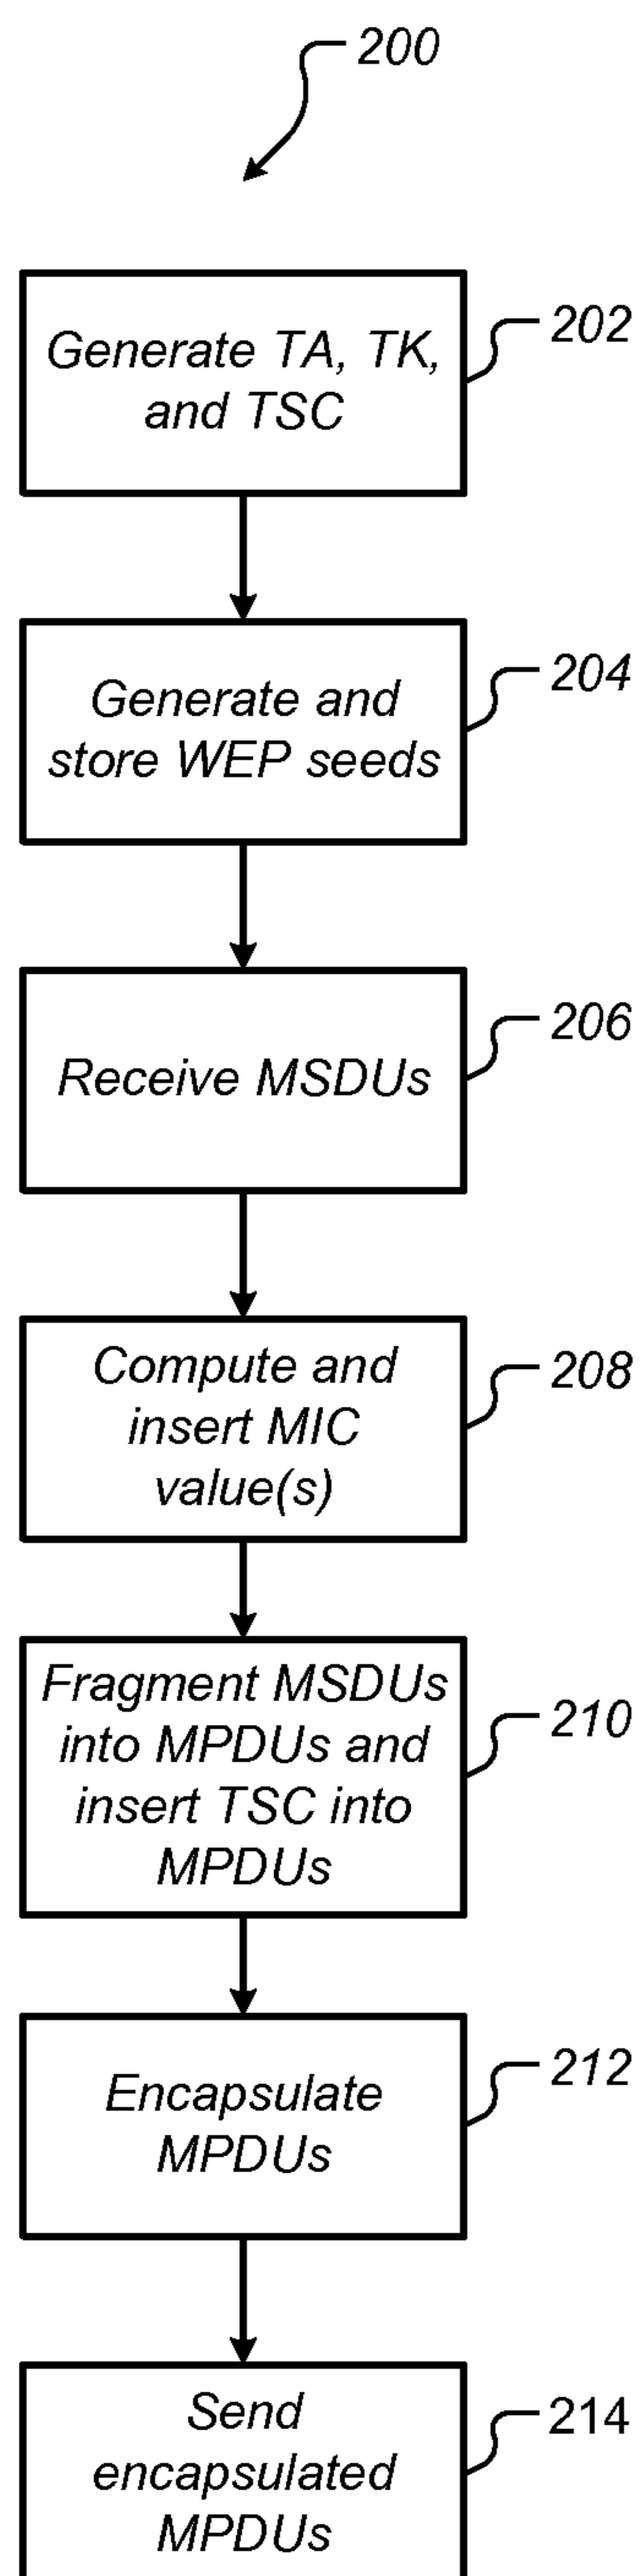 200
Generate TA, TK,
and TSC
202
Generate and
store WEP seeds
204
Receive MSDUs
206
Compute and
insert MIC
value(s)
208
Fragment MSDUs
into MPDUs and
insert TSC into
MPDUs
210
Encapsulate
MPDUs
212
Send
encapsulated
MPDUs
214